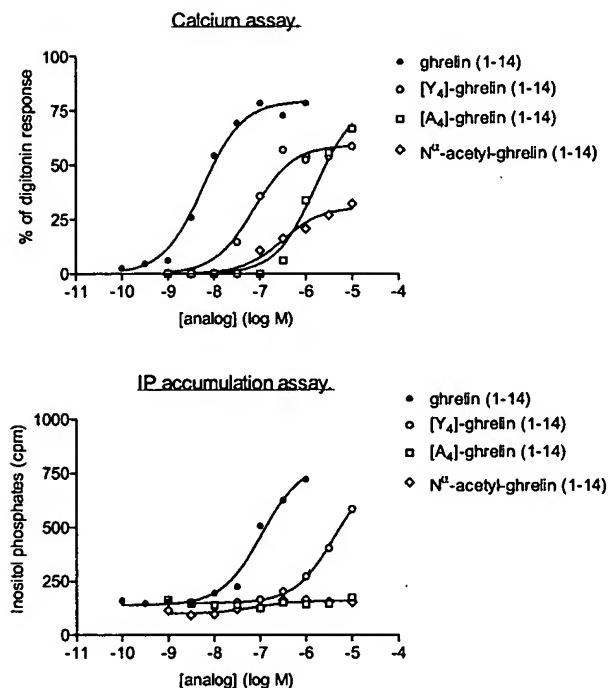 Calcium assay.
100
75
50
25
0
% of digitonin response
-11 -10 -9 -8 -7 -6 -5 -4
[analog] (log M)
ghrelin (1-14)
[Y4]-ghrelin (1-14)
[A4]-ghrelin (1-14)
Nα-acetyl-ghrelin (1-14)
IP accumulation assay.
1000
750
500
250
0
Inositol phosphates (cpm)
-11 -10 -9 -8 -7 -6 -5 -4
[analog] (log M)
ghrelin (1-14)
[Y4]-ghrelin (1-14)
[A4]-ghrelin (1-14)
Nα-acetyl-ghrelin (1-14)